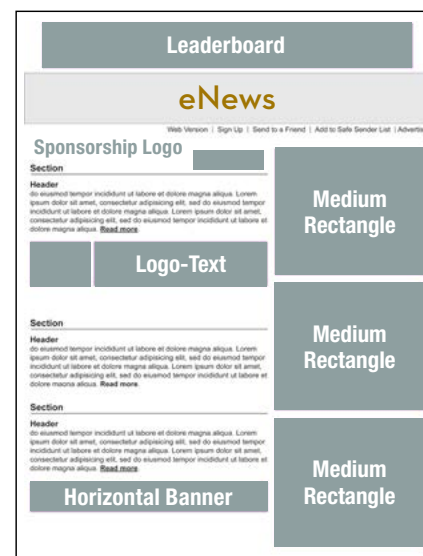 Leaderboard
eNews
Web Version | Sign Up | Send to a Friend | Add to Safe Sender List | Adverti
Sponsorship Logo
Section
Header
do eiusmod tempor incididunt ut labore et dolore magna aliqua. Lorem
ipsum dolor sit amet, consectetur adipisicing elit, sed do eiusmod tempor
incididunt ut labore et dolore magna aliqua. Lorem ipsum dolor sit amet,
consectetur adipisicing elit, sed do eiusmod tempor incididunt ut labore et
dolore magna aliqua. Read more.
Medium
Rectangle
Logo-Text
Section
Header
do eiusmod tempor incididunt ut labore et dolore magna aliqua. Lorem
ipsum dolor sit amet, consectetur adipisicing elit, sed do eiusmod tempor
incididunt ut labore et dolore magna aliqua. Lorem ipsum dolor sit amet,
consectetur adipisicing elit, sed do eiusmod tempor incididunt ut labore et
dolore magna aliqua. Read more.
Medium
Rectangle
Section
Header
do eiusmod tempor incididunt ut labore et dolore magna aliqua. Lorem
ipsum dolor sit amet, consectetur adipisicing elit, sed do eiusmod tempor
incididunt ut labore et dolore magna aliqua. Lorem ipsum dolor sit amet,
consectetur adipisicing elit, sed do eiusmod tempor incididunt ut labore et
dolore magna aliqua. Read more.
Medium
Rectangle
Horizontal Banner